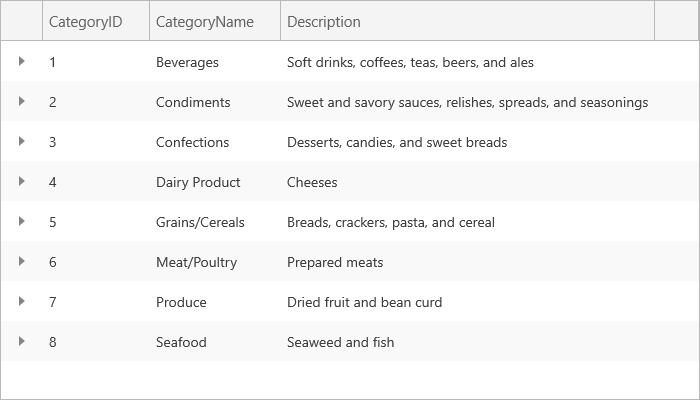 CategoryID CategoryName Description
1 Beverages Soft drinks, coffees, teas, beers, and ales
2 Condiments Sweet and savory sauces, relishes, spreads, and seasonings
3 Confections Desserts, candies, and sweet breads
4 Dairy Product Cheeses
5 Grains/Cereals Breads, crackers, pasta, and cereal
6 Meat/Poultry Prepared meats
7 Produce Dried fruit and bean curd
8 Seafood Seaweed and fish